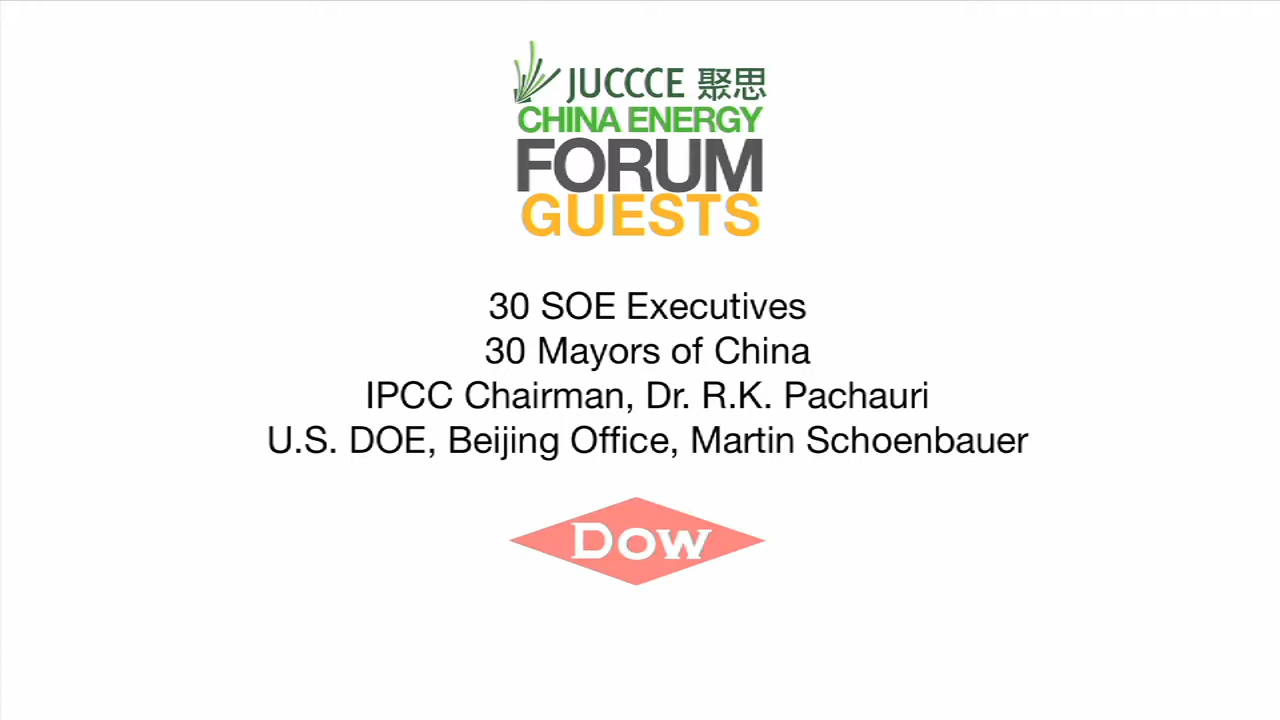 JUCCCE 聚思
CHINA ENERGY
FORUM
GUESTS
30 SOE Executives
30 Mayors of China
IPCC Chairman, Dr. R.K. Pachauri
U.S. DOE, Beijing Office, Martin Schoenbauer
Dow